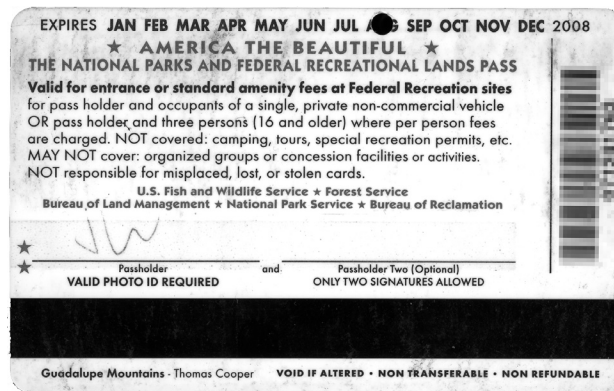 EXPIRES JAN FEB MAR APR MAY JUN JUL SEP OCT NOV DEC 2008
★ AMERICA THE BEAUTIFUL ★
THE NATIONAL PARKS AND FEDERAL RECREATIONAL LANDS PASS
Valid for entrance or standard amenity fees at Federal Recreation sites
for pass holder and occupants of a single, private non-commercial vehicle
OR pass holder and three persons (16 and older) where per person fees
are charged. NOT covered: camping, tours, special recreation permits, etc.
MAY NOT cover: organized groups or concession facilities or activities.
NOT responsible for misplaced, lost, or stolen cards.
U.S. Fish and Wildlife Service ★ Forest Service
Bureau of Land Management ★ National Park Service ★ Bureau of Reclamation
Passholder and Passholder Two (Optional)
VALID PHOTO ID REQUIRED ONLY TWO SIGNATURES ALLOWED
Guadalupe Mountains - Thomas Cooper VOID IF ALTERED • NON TRANSFERABLE • NON REFUNDABLE